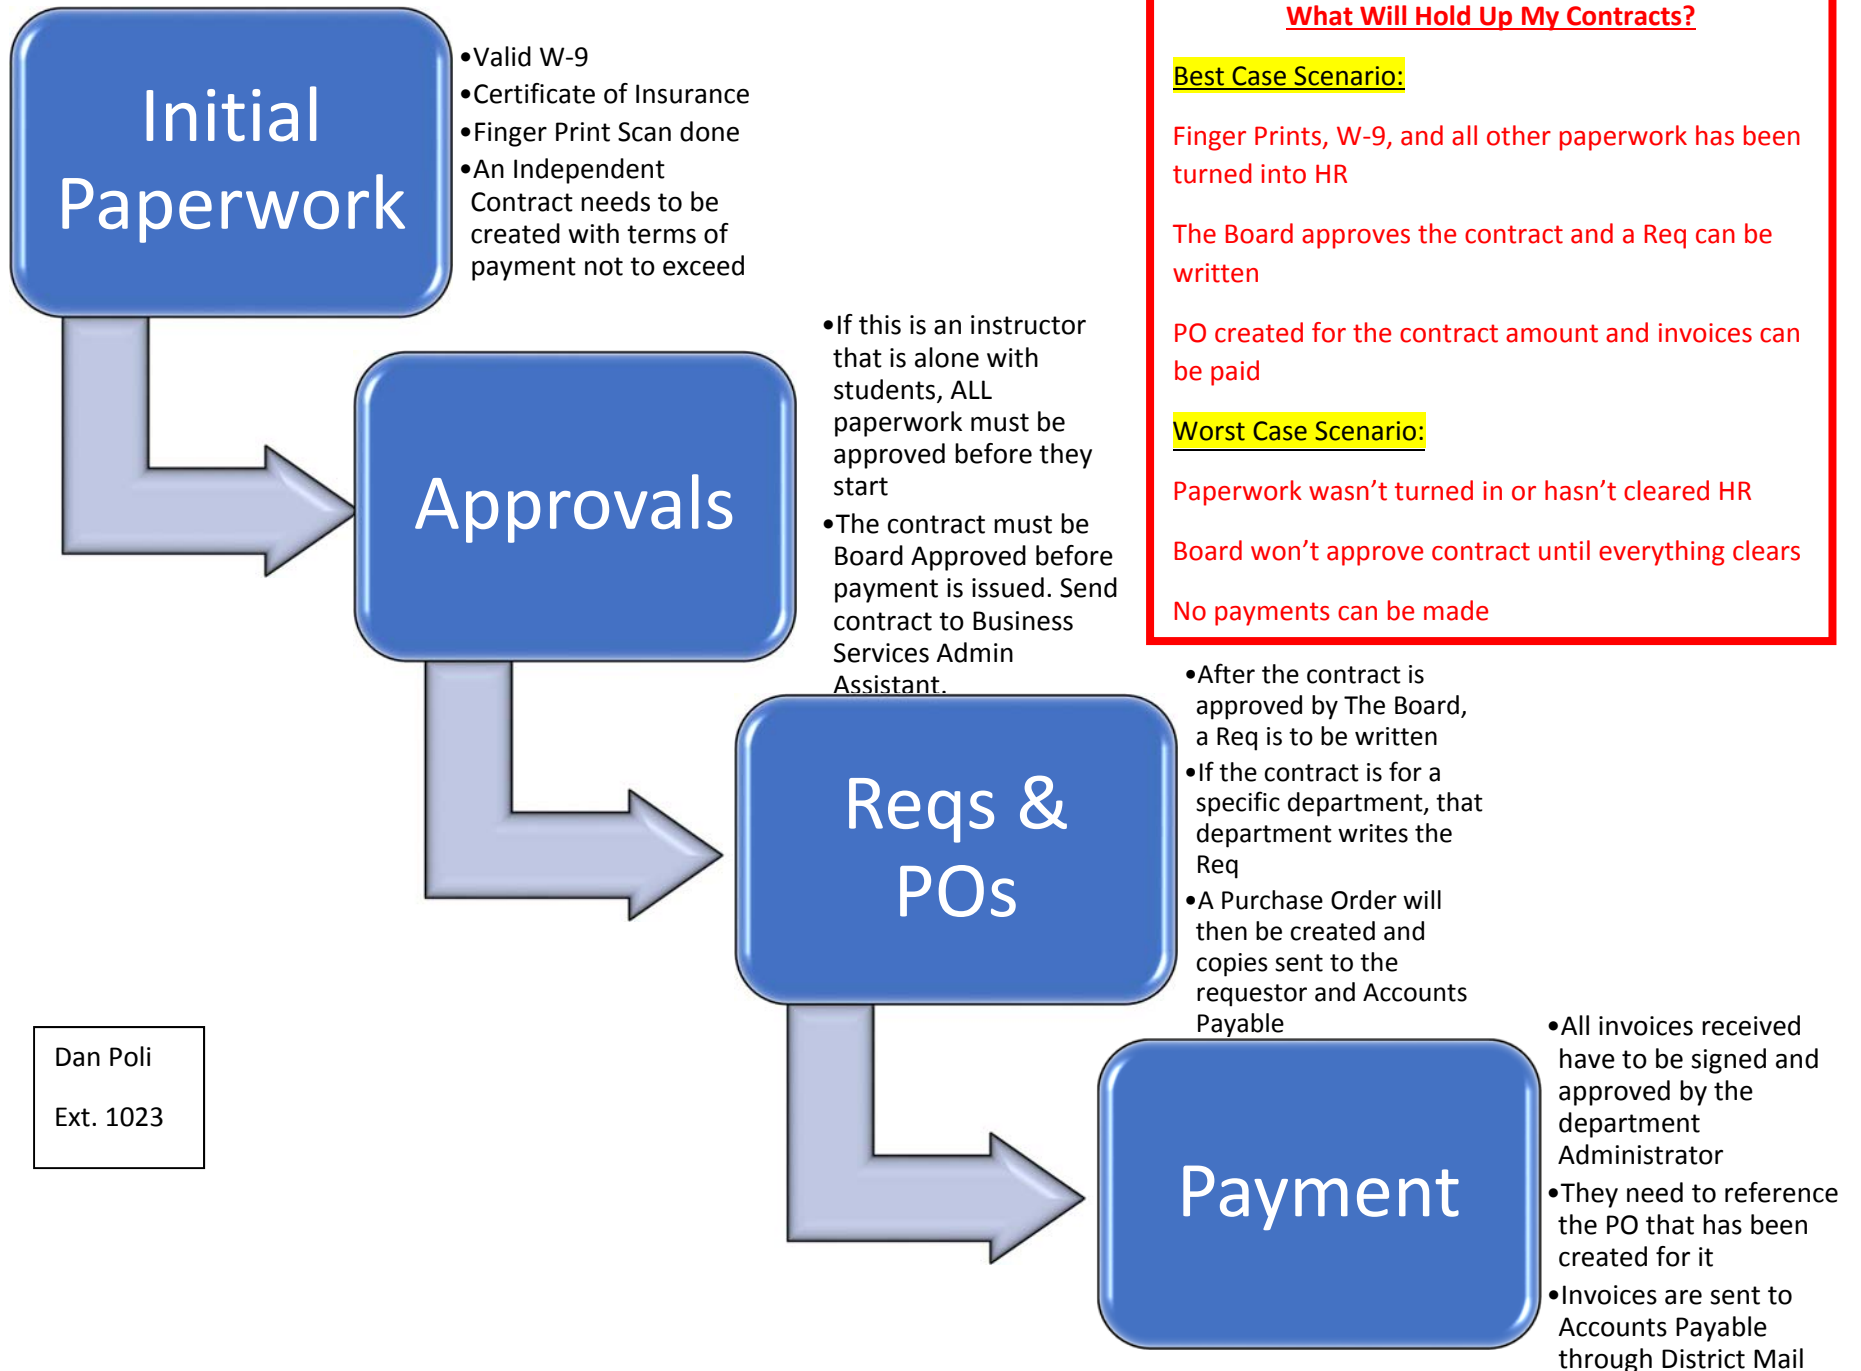 Initial
Paperwork
•Valid W-9
•Certificate of Insurance
•Finger Print Scan done
•An Independent
Contract needs to be
created with terms of
payment not to exceed
What Will Hold Up My Contracts?
Best Case Scenario:
Finger Prints, W-9, and all other paperwork has been
turned into HR
The Board approves the contract and a Req can be
written
PO created for the contract amount and invoices can
be paid
Worst Case Scenario:
Paperwork wasn't turned in or hasn't cleared HR
Board won't approve contract until everything clears
No payments can be made
Approvals
•If this is an instructor
that is alone with
students, ALL
paperwork must be
approved before they
start
•The contract must be
Board Approved before
payment is issued. Send
contract to Business
Services Admin
Assistant.
Reqs &
POs
•After the contract is
approved by The Board,
a Req is to be written
•If the contract is for a
specific department, that
department writes the
Req
•A Purchase Order will
then be created and
copies sent to the
requestor and Accounts
Payable
Payment
•All invoices received
have to be signed and
approved by the
department
Administrator
•They need to reference
the PO that has been
created for it
•Invoices are sent to
Accounts Payable
through District Mail
Dan Poli
Ext. 1023